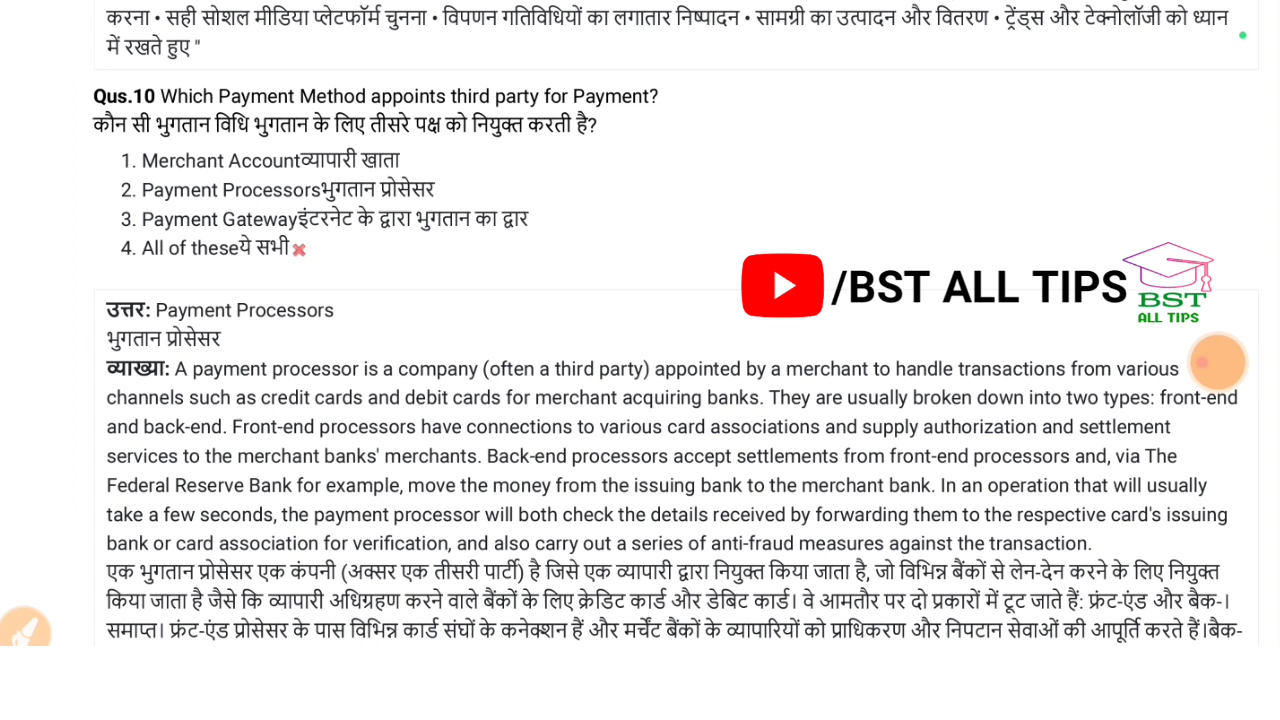 करना • सही सोशल मीडिया प्लेटफॉर्म चुनना • विपणन गतिविधियों का लगातार निष्पादन • सामग्री का उत्पादन और वितरण • ट्रेंड्स और टेक्नोलॉजी को ध्यान
में रखते हुए "
Qus.10 Which Payment Method appoints third party for Payment?
कौन सी भुगतान विधि भुगतान के लिए तीसरे पक्ष को नियुक्त करती है?
1. Merchant Accountव्यापारी खाता
2. Payment Processorsभुगतान प्रोसेसर
3. Payment Gatewayइंटरनेट के द्वारा भुगतान का द्वार
4. All of theseये सभी
/BST ALL TIPS
BST
ALL TIPS
उत्तर: Payment Processors
भुगतान प्रोसेसर
व्याख्या: A payment processor is a company (often a third party) appointed by a merchant to handle transactions from various
channels such as credit cards and debit cards for merchant acquiring banks. They are usually broken down into two types: front-end
and back-end. Front-end processors have connections to various card associations and supply authorization and settlement
services to the merchant banks' merchants. Back-end processors accept settlements from front-end processors and, via The
Federal Reserve Bank for example, move the money from the issuing bank to the merchant bank. In an operation that will usually
take a few seconds, the payment processor will both check the details received by forwarding them to the respective card's issuing
bank or card association for verification, and also carry out a series of anti-fraud measures against the transaction.
एक भुगतान प्रोसेसर एक कंपनी (अक्सर एक तीसरी पार्टी) है जिसे एक व्यापारी द्वारा नियुक्त किया जाता है, जो विभिन्न बैंकों से लेन-देन करने के लिए नियुक्त
किया जाता है जैसे कि व्यापारी अधिग्रहण करने वाले बैंकों के लिए क्रेडिट कार्ड और डेबिट कार्ड। वे आमतौर पर दो प्रकारों में टूट जाते हैं: फ्रंट-एंड और बैक-।
समाप्त। फ्रंट-एंड प्रोसेसर के पास विभिन्न कार्ड संघों के कनेक्शन हैं और मर्चेंट बैंकों के व्यापारियों को प्राधिकरण और निपटान सेवाओं की आपूर्ति करते हैं।बैक-